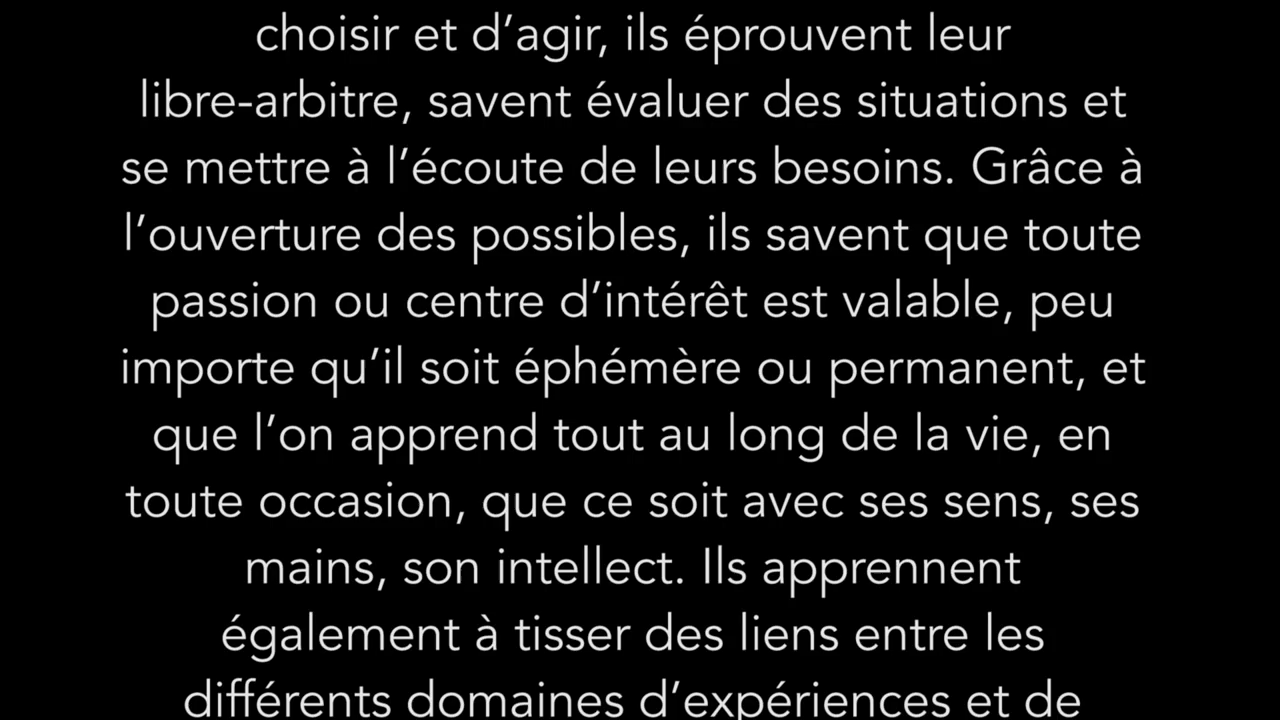 choisir et d’agir, ils éprouvent leur
libre-arbitre, savent évaluer des situations et
se mettre à l’écoute de leurs besoins. Grâce à
l’ouverture des possibles, ils savent que toute
passion ou centre d’intérêt est valable, peu
importe qu’il soit éphémère ou permanent, et
que l’on apprend tout au long de la vie, en
toute occasion, que ce soit avec ses sens, ses
mains, son intellect. Ils apprennent
également à tisser des liens entre les
différents domaines d’expériences et de